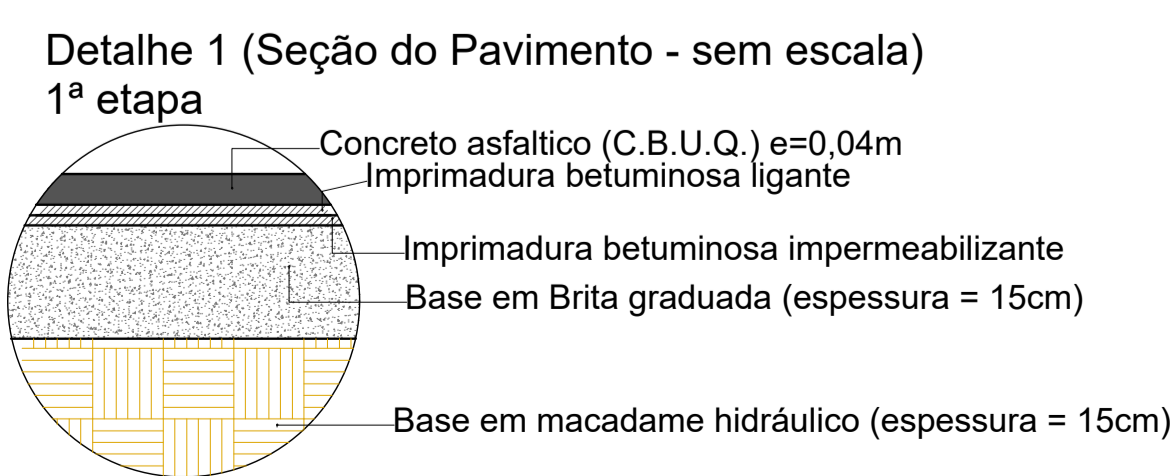 Detalhe 1 (Seção do Pavimento - sem escala)
1ª etapa
Concreto asfaltico (C.B.U.Q.) e=0,04m
Imprimadura betuminosa ligante
Imprimadura betuminosa impermeabilizante
Base em Brita graduada (espessura = 15cm)
Base em macadame hidráulico (espessura = 15cm)